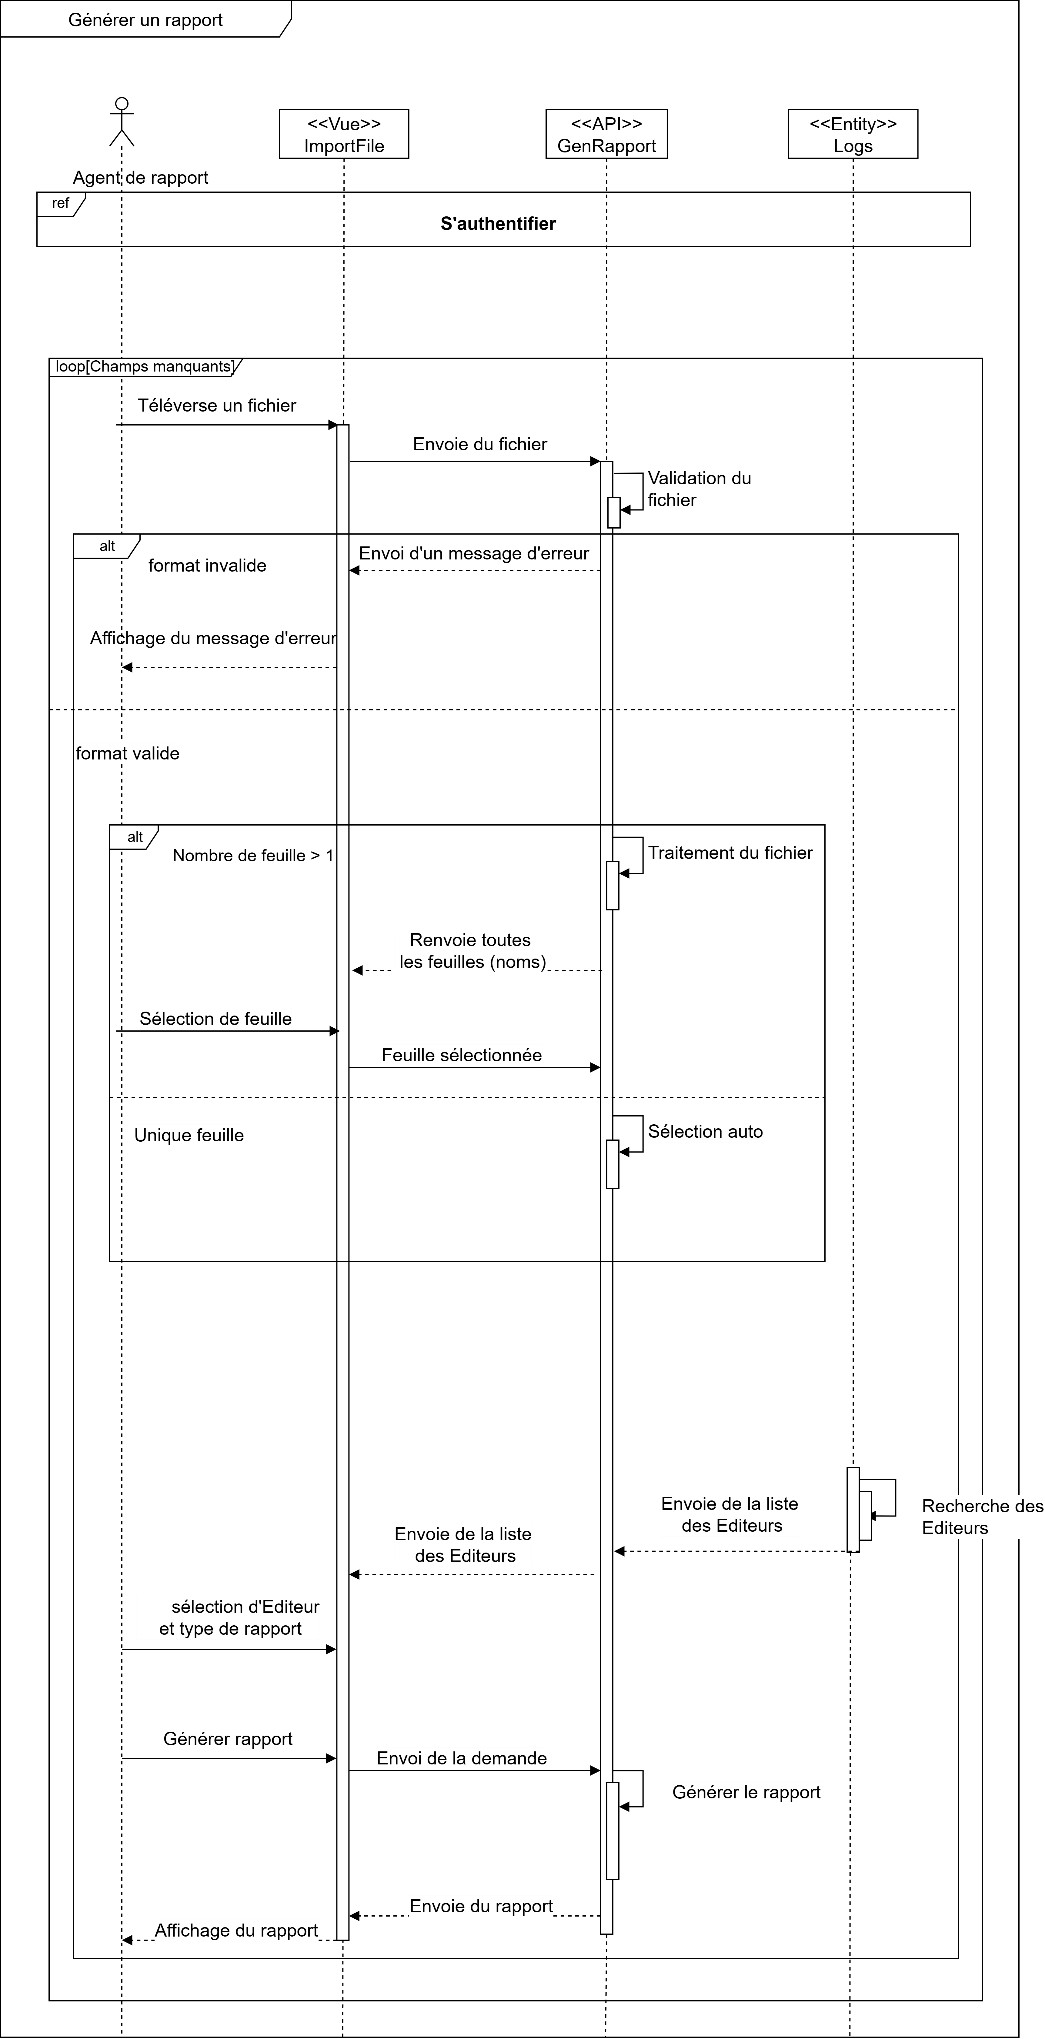 Générer un rapport
<<Vue>>
ImportFile
<<API>>
GenRapport
<<Entity>>
Logs
Agent de rapport
ref
S'authentifier
loop[Champs manquants]
Téléverse un fichier
Envoie du fichier
Validation du
fichier
alt
format invalide
Envoi d'un message d'erreur
Affichage du message d'erreur
format valide
alt
Nombre de feuille > 1
Traitement du fichier
Renvoie toutes
les feuilles (noms)
Sélection de feuille
Feuille sélectionnée
Unique feuille
Sélection auto
Recherche des
Editeurs
Envoie de la liste
des Editeurs
Envoie de la liste
des Editeurs
sélection d'Editeur
et type de rapport
Générer rapport
Envoi de la demande
Générer le rapport
Envoie du rapport
Affichage du rapport